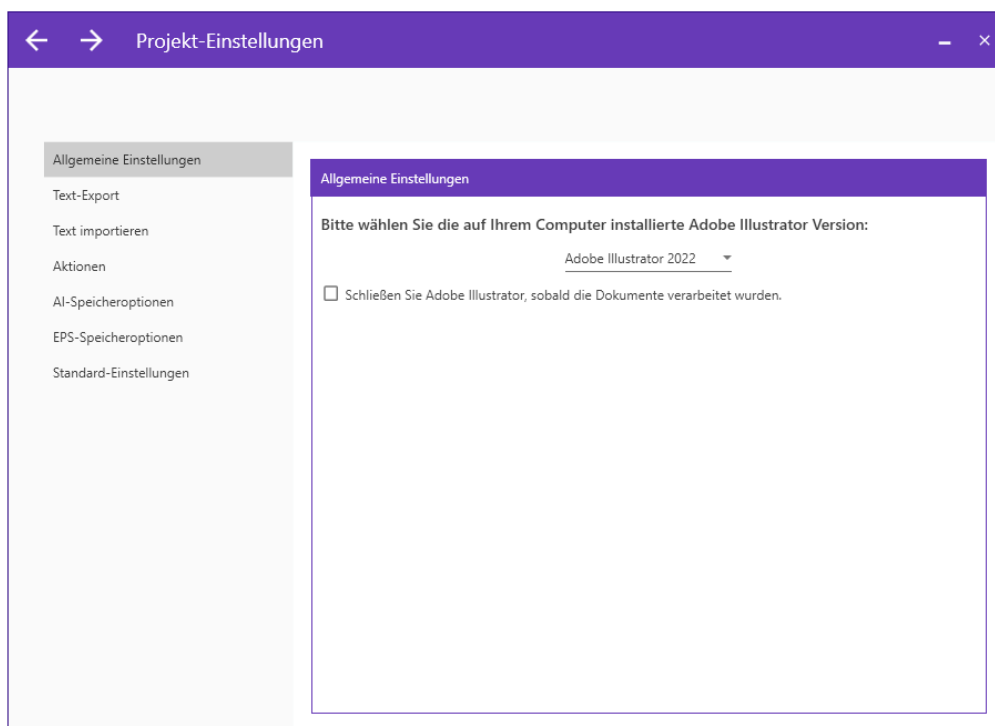 Projekt-Einstellungen
Allgemeine Einstellungen
Text-Export
Text importieren
Aktionen
AI-Speicheroptionen
EPS-Speicheroptionen
Standard-Einstellungen
Allgemeine Einstellungen
Bitte wählen Sie die auf Ihrem Computer installierte Adobe Illustrator Version:
Adobe Illustrator 2022
Schließen Sie Adobe Illustrator, sobald die Dokumente verarbeitet wurden.